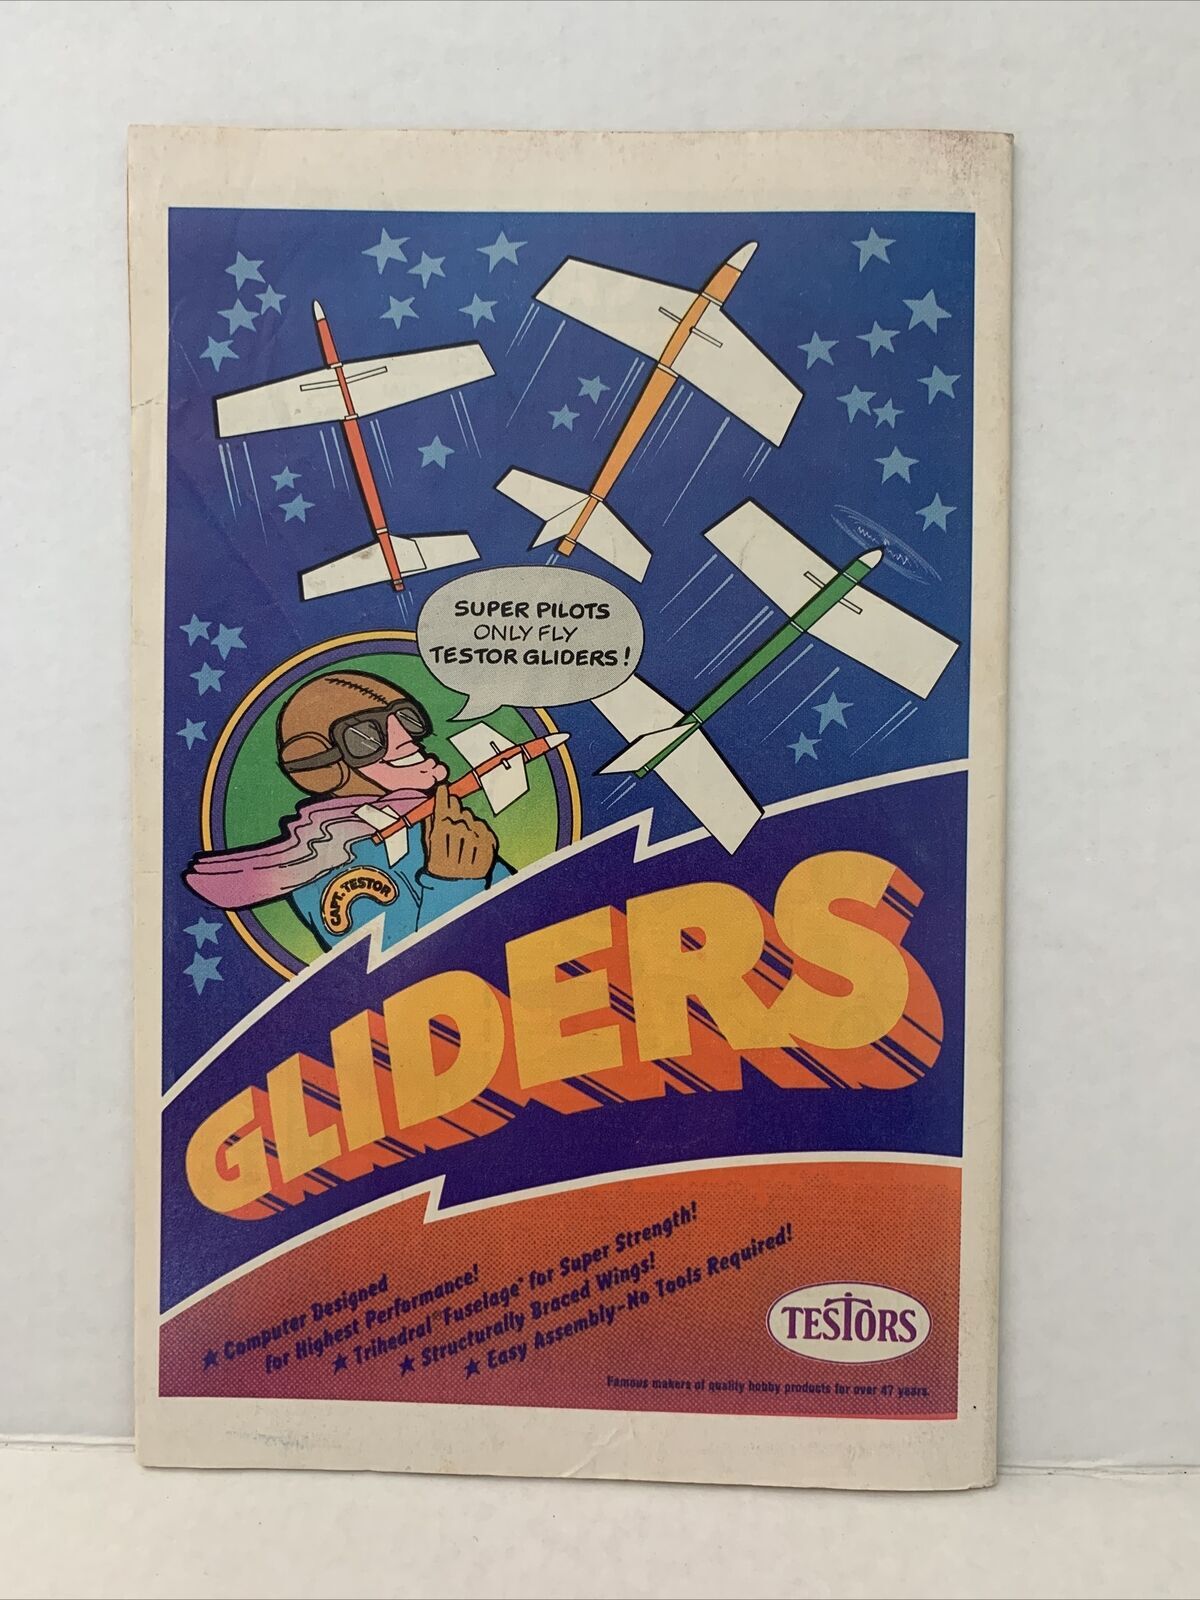 SUPER PILOTS
ONLY FLY
TESTOR GLIDERS!
CAPT. TESTOR
GLIDERS
★ Computer Designed
for Highest Performance!
★ Trihedral Fuselage for Super Strength!
★ Structurally Braced Wings!
★ Easy Assembly-No Tools Required!
TESTORS
Famous makers of quality hobby products for over 47 years.